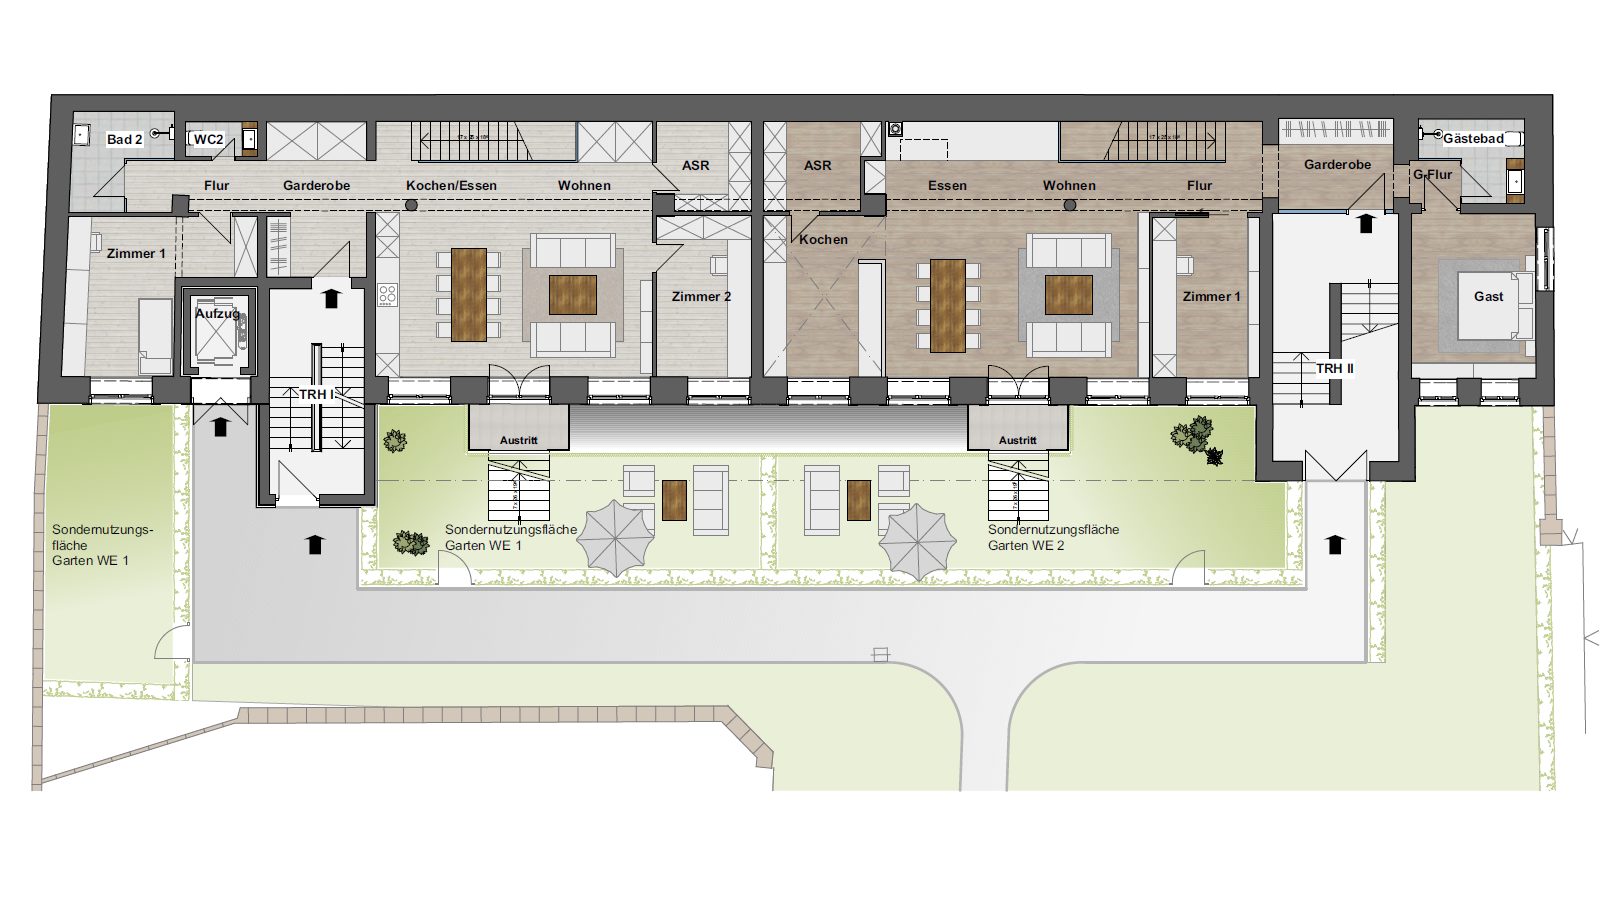 Bad 2
WC2
Flur
Garderobe
Kochen/Essen
Wohnen
ASR
ASR
Essen
Wohnen
Flur
Garderobe
G-Flur
Gästebad
Zimmer 1
Aufzug
Zimmer 2
Kochen
Zimmer 1
Gast
TRH I
TRH II
Austritt
Austritt
Sondernutzungs-
fläche
Garten WE 1
Sondernutzungsfläche
Garten WE 1
Sondernutzungsfläche
Garten WE 2